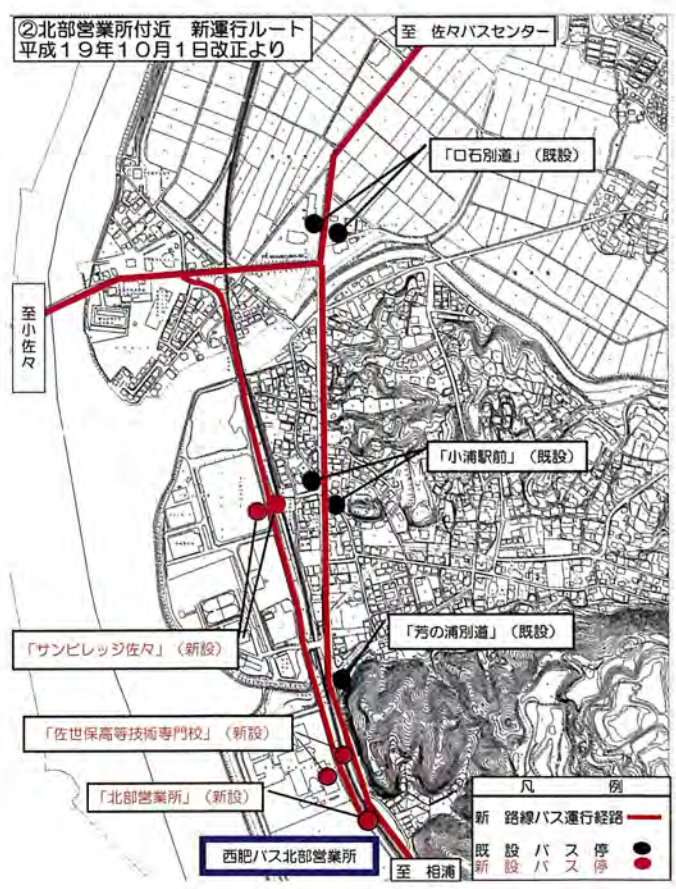 ②北部営業所付近　新運行ルート
平成19年10月1日改正より
至　佐々バスセンター
「口石別道」（既設）
至小佐々
「小浦駅前」（既設）
「芳の浦別道」（既設）
「サンビレッジ佐々」（新設）
「佐世保高等技術専門校」（新設）
「北部営業所」（新設）
西肥バス北部営業所
至　相浦
凡　例
新　路線バス運行経路
既設バス停
新設バス停